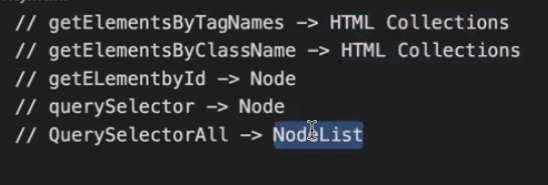 // getElementsByTagNames -> HTML Collections
// getElementsByClassName -> HTML Collections
// getELementbyId -> Node
// querySelector -> Node
// QuerySelectorAll -> NodeList